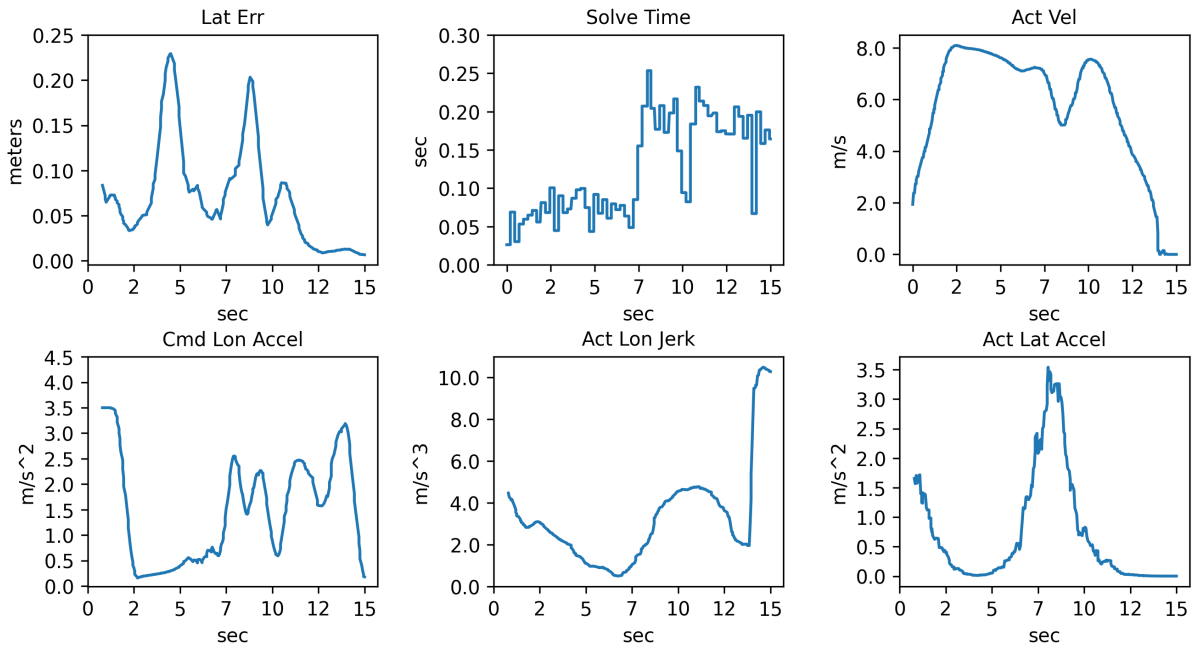 Lat Err
0.25
0.20
0.15
0.10
0.05
0.00
meters
0 2 5 7 10 12 15
sec
Solve Time
0.30
0.25
0.20
0.15
0.10
0.05
0.00
sec
0 2 5 7 10 12 15
sec
Act Vel
8.0
6.0
4.0
2.0
0.0
m/s
0 2 5 7 10 12 15
sec
Cmd Lon Accel
4.5
4.0
3.5
3.0
2.5
2.0
1.5
1.0
0.5
0.0
m/s^2
0 2 5 7 10 12 15
sec
Act Lon Jerk
10.0
8.0
6.0
4.0
2.0
0.0
m/s^3
0 2 5 7 10 12 15
sec
Act Lat Accel
3.5
3.0
2.5
2.0
1.5
1.0
0.5
0.0
m/s^2
0 2 5 7 10 12 15
sec